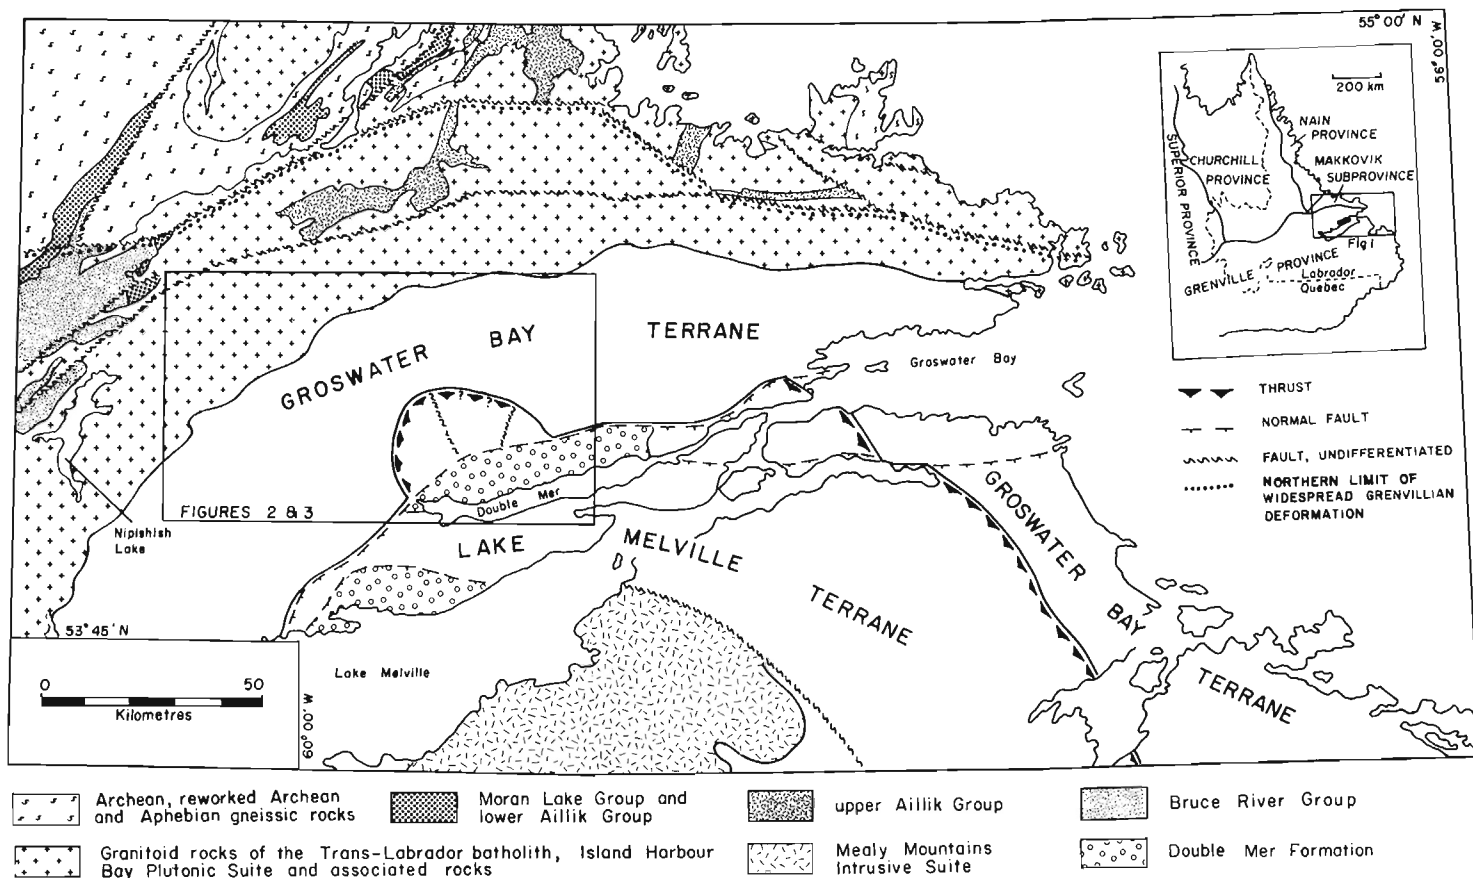 55° 00' N
56° 00' W
200 km
NAIN
PROVINCE
MAKKOVIK
SUBPROVINCE
CHURCHILL
PROVINCE
SUPERIOR PROVINCE
Fig 1
GRENVILLE PROVINCE
Labrador
Quebec
GROSWATER BAY TERRANE
Groswater Bay
THRUST
NORMAL FAULT
FAULT, UNDIFFERENTIATED
NORTHERN LIMIT OF
WIDESPREAD GRENVILLIAN
DEFORMATION
FIGURES 2 & 3
Double Mer
Nipishish
Lake
LAKE MELVILLE TERRANE
GROSWATER BAY TERRANE
53° 45' N
Lake Melville
0 50
Kilometres
60° 00' W
Archean, reworked Archean
and Aphebian gneissic rocks
Moran Lake Group and
lower Aillik Group
upper Aillik Group
Bruce River Group
Granitoid rocks of the Trans-Labrador batholith, Island Harbour
Bay Plutonic Suite and associated rocks
Mealy Mountains
Intrusive Suite
Double Mer Formation